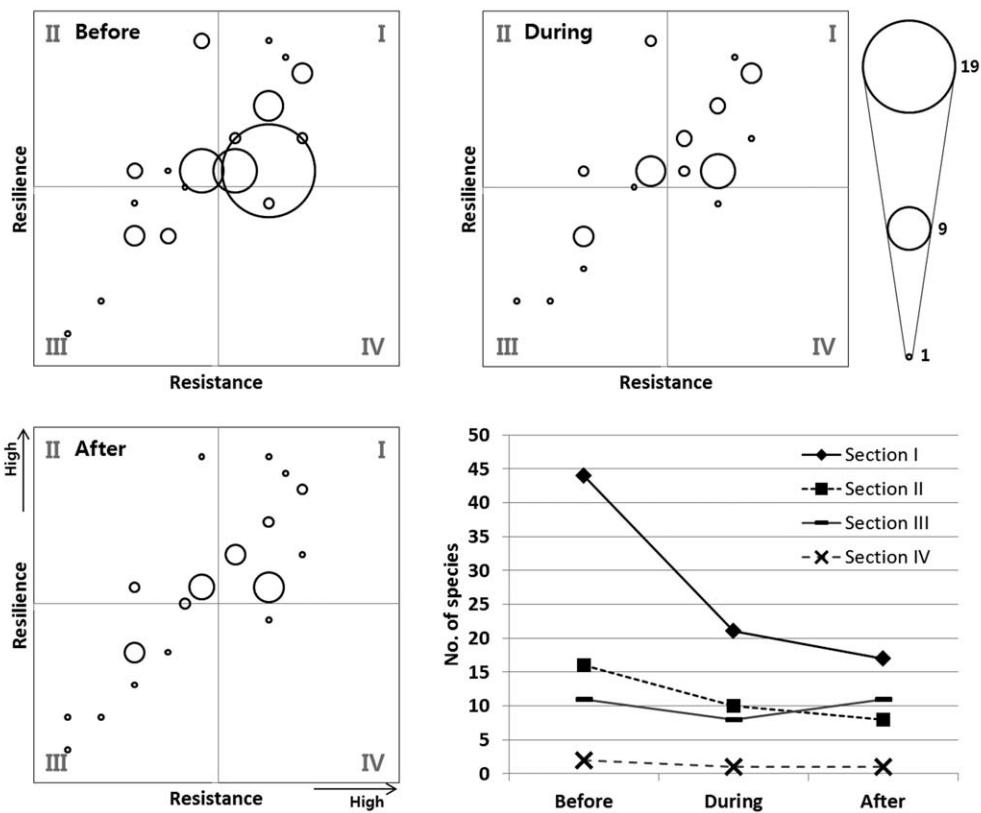 II Before I
Resilience
III IV
Resistance
II During I
Resilience
III IV
Resistance
19
9
1
II After I
High
Resilience
III IV
Resistance
High
50
45
40
35
30
25
20
15
10
5
0
No. of species
Section I
Section II
Section III
Section IV
Before During After